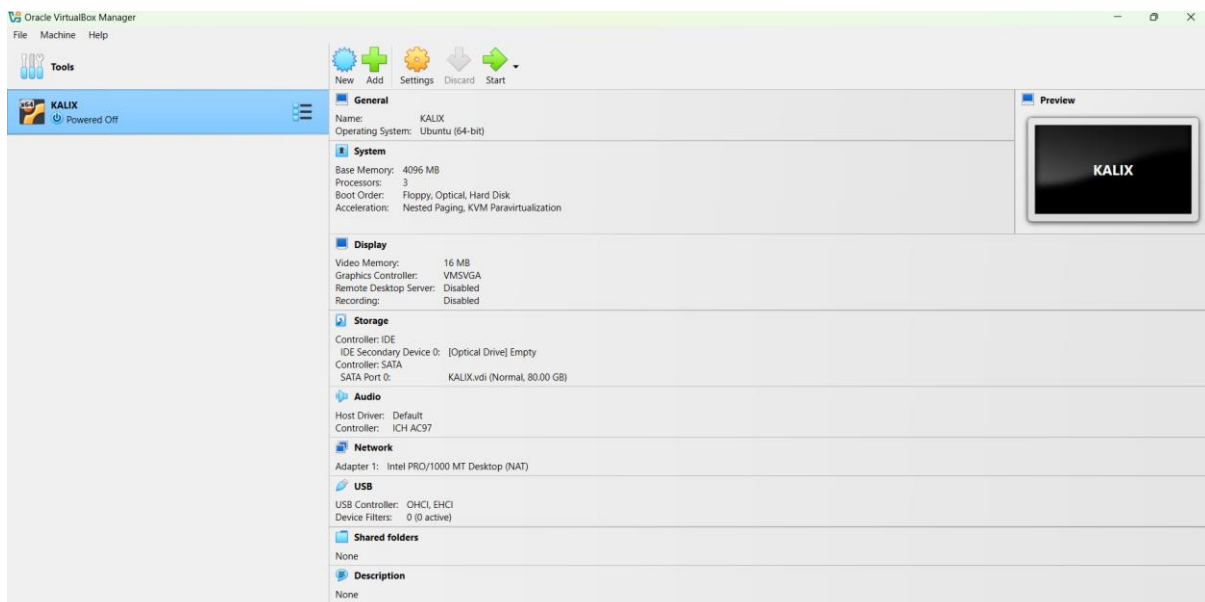 Oracle VirtualBox Manager
File Machine Help
Tools
New Add Settings Discard Start
x64
KALIX
Powered Off
General
Name: KALIX
Operating System: Ubuntu (64-bit)
Preview
KALIX
System
Base Memory: 4096 MB
Processors: 3
Boot Order: Floppy, Optical, Hard Disk
Acceleration: Nested Paging, KVM Paravirtualization
Display
Video Memory: 16 MB
Graphics Controller: VMSVGA
Remote Desktop Server: Disabled
Recording: Disabled
Storage
Controller: IDE
IDE Secondary Device 0: [Optical Drive] Empty
Controller: SATA
SATA Port 0: KALIX.vdi (Normal, 80.00 GB)
Audio
Host Driver: Default
Controller: ICH AC97
Network
Adapter 1: Intel PRO/1000 MT Desktop (NAT)
USB
USB Controller: OHCI, EHCI
Device Filters: 0 (0 active)
Shared folders
None
Description
None